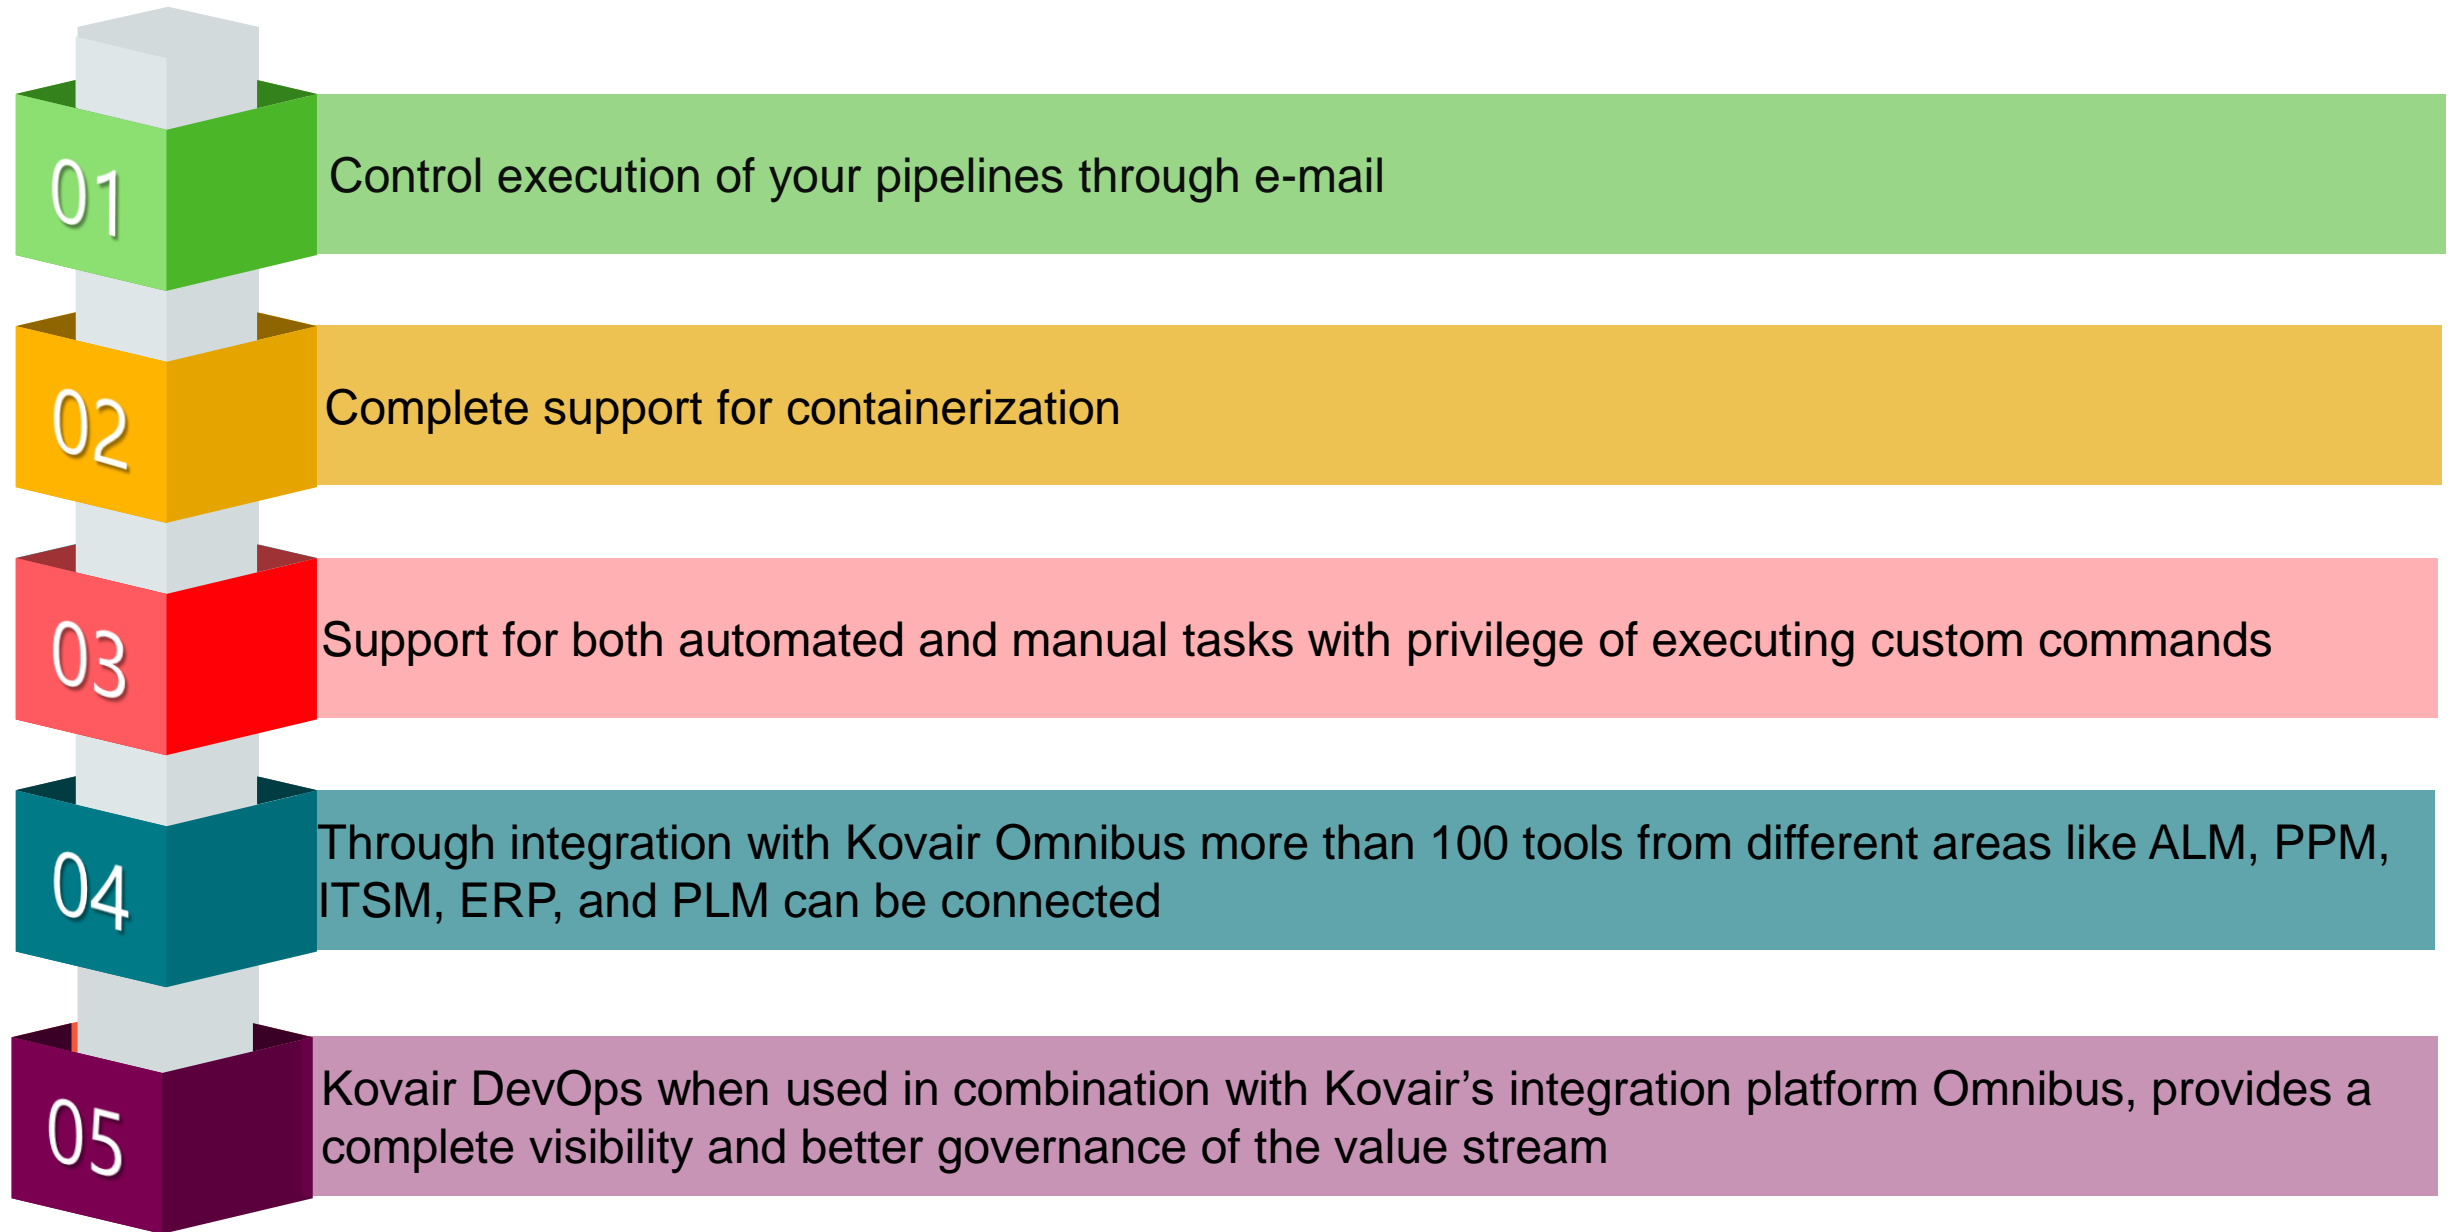 01
Control execution of your pipelines through e-mail
02
Complete support for containerization
03
Support for both automated and manual tasks with privilege of executing custom commands
04
Through integration with Kovair Omnibus more than 100 tools from different areas like ALM, PPM,
ITSM, ERP, and PLM can be connected
05
Kovair DevOps when used in combination with Kovair’s integration platform Omnibus, provides a
complete visibility and better governance of the value stream